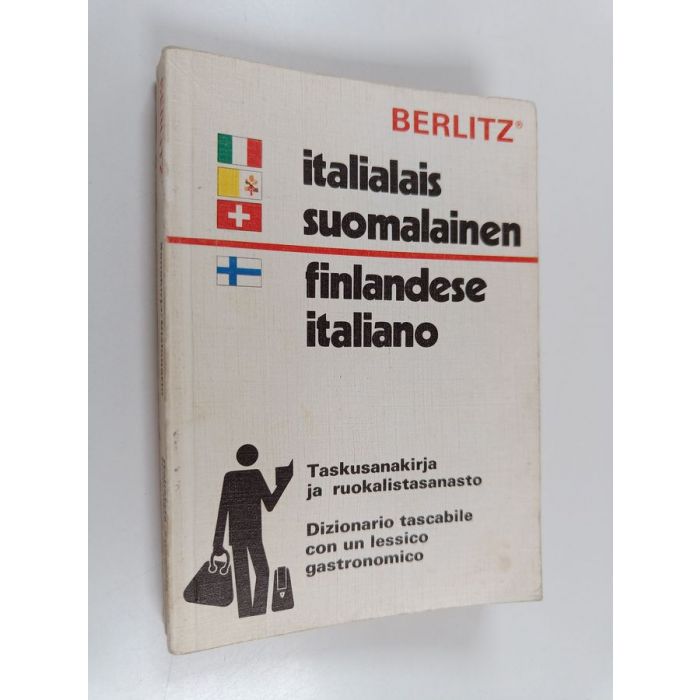 BERLITZ®
italialais
suomalainen
finlandese
italiano
Taskusanakirja
ja ruokalistasanasto
Dizionario tascabile
con un lessico
gastronomico